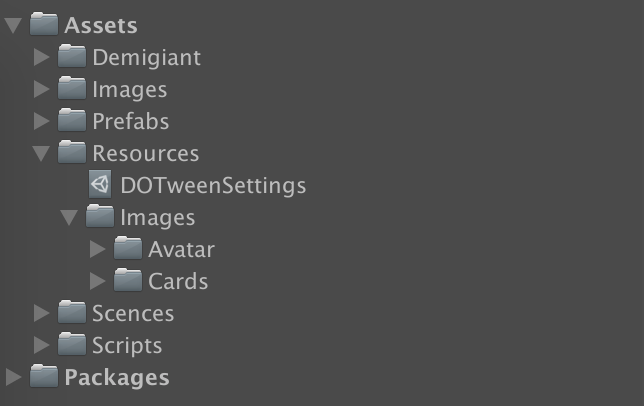 Assets
Demigiant
Images
Prefabs
Resources
DOTweenSettings
Images
Avatar
Cards
Scences
Scripts
Packages